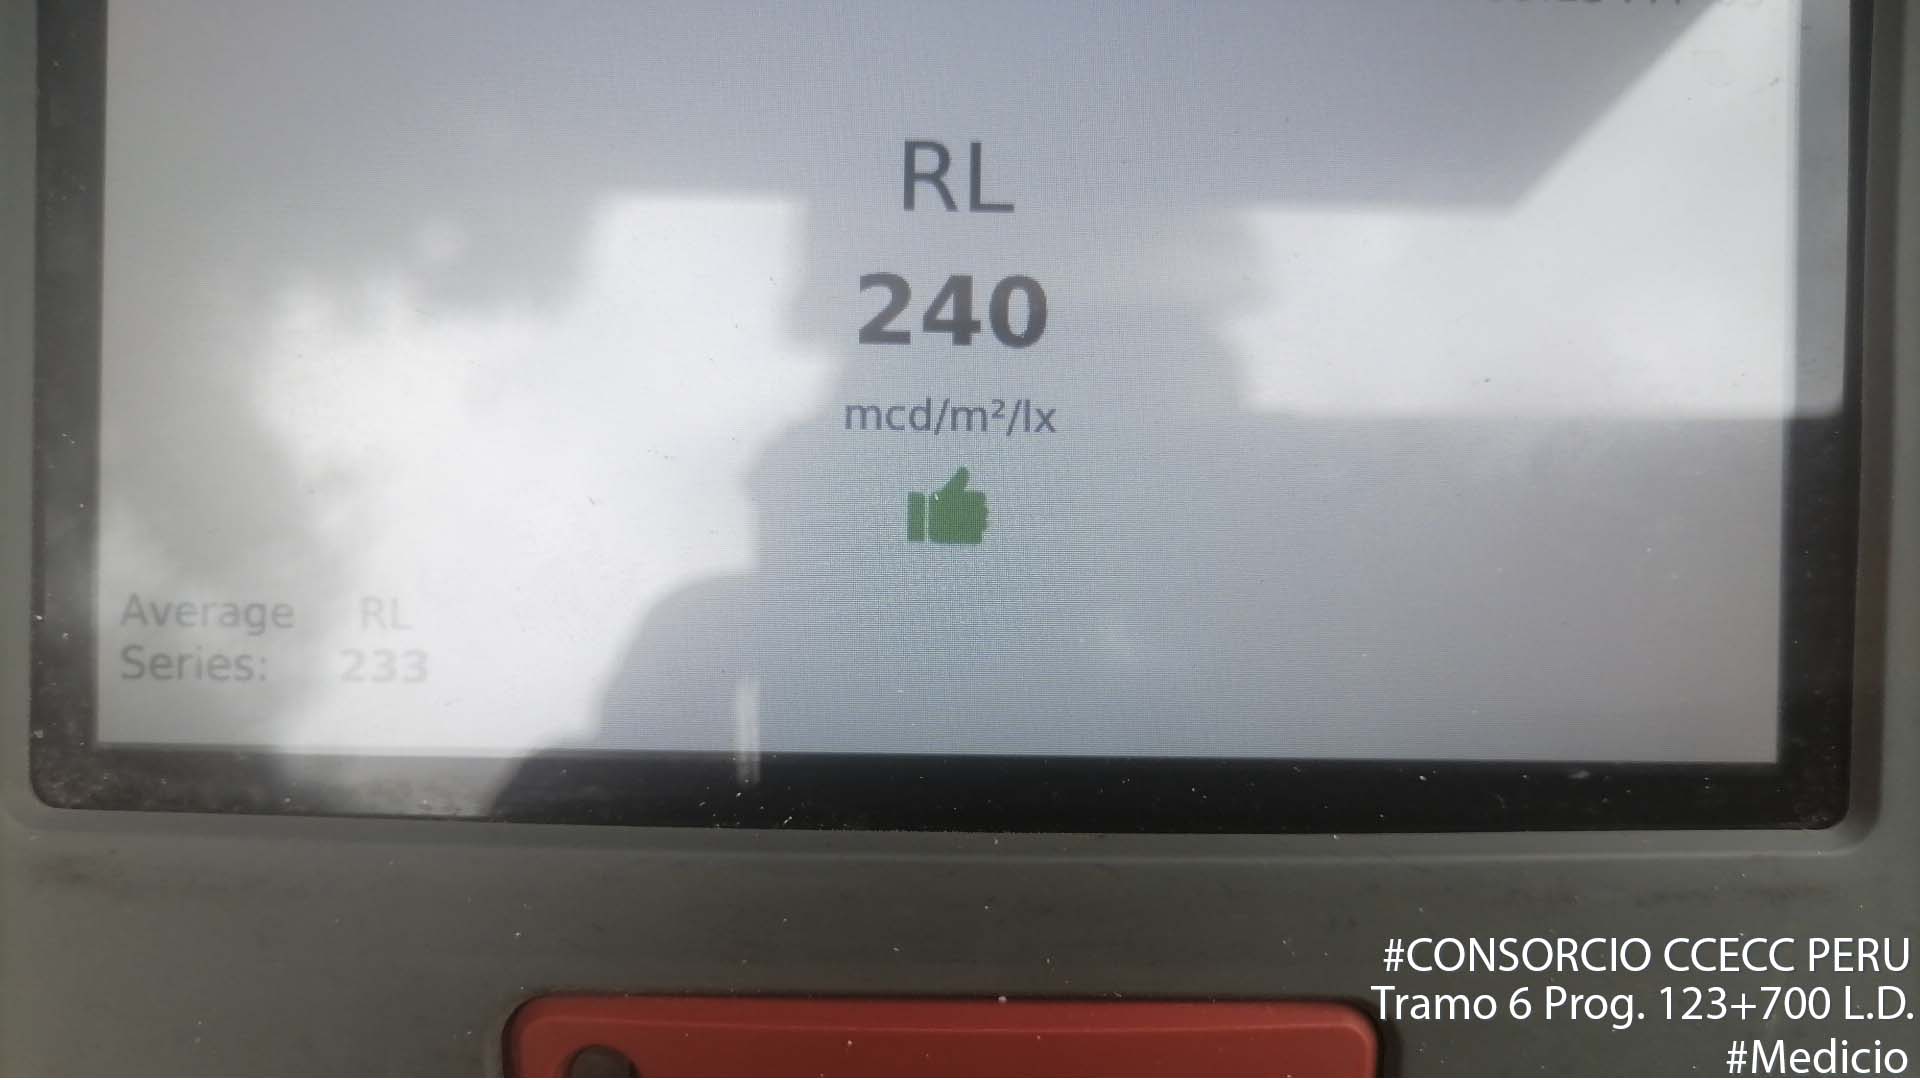 RL
240
mcd/m²/lx
Average RL
Series: 233
#CONSORCIO CCECC PERU
Tramo 6 Prog. 123+700 L.D.
#Medicio